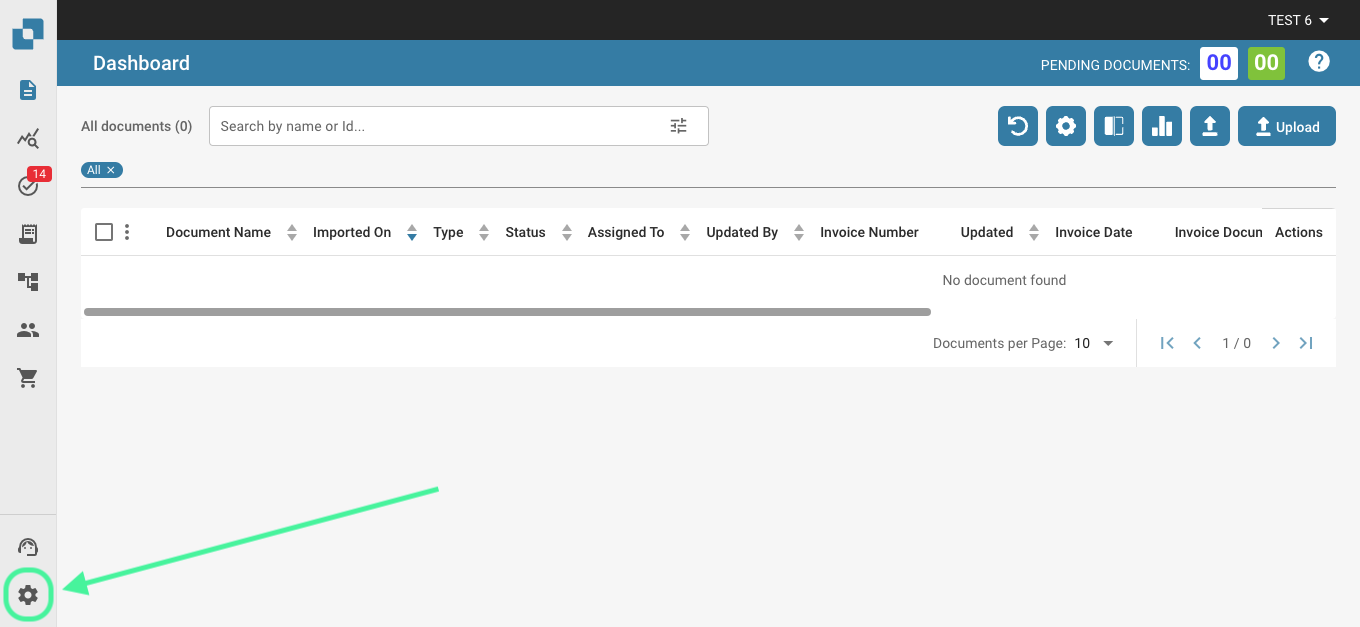 TEST 6
Dashboard
PENDING DOCUMENTS: 00 00
All documents (0)
Search by name or Id...
Upload
All ×
14
Document Name Imported On Type Status Assigned To Updated By Invoice Number Updated Invoice Date Invoice Docun Actions
No document found
Documents per Page: 10 1 / 0